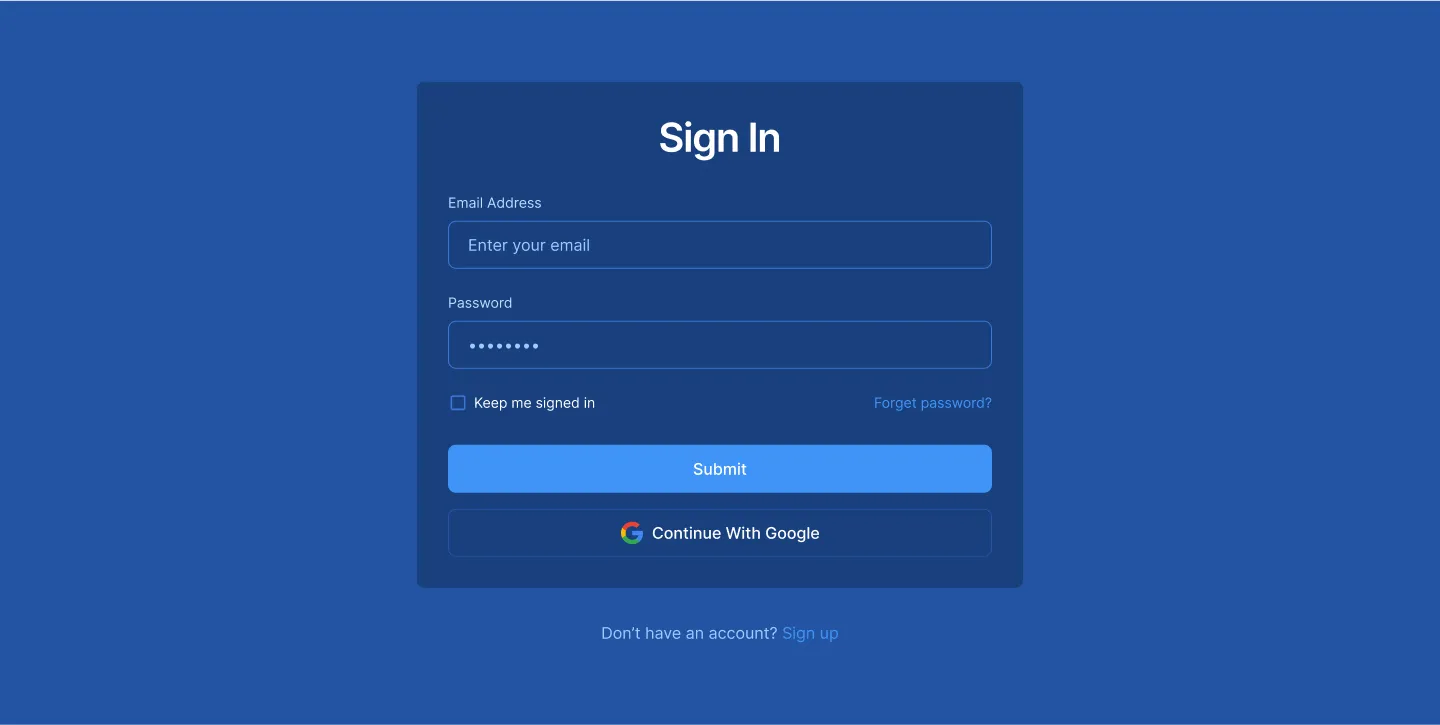 Sign In
Email Address
Enter your email
Password
••••••••
Keep me signed in
Forget password?
Submit
Continue With Google
Don’t have an account? Sign up